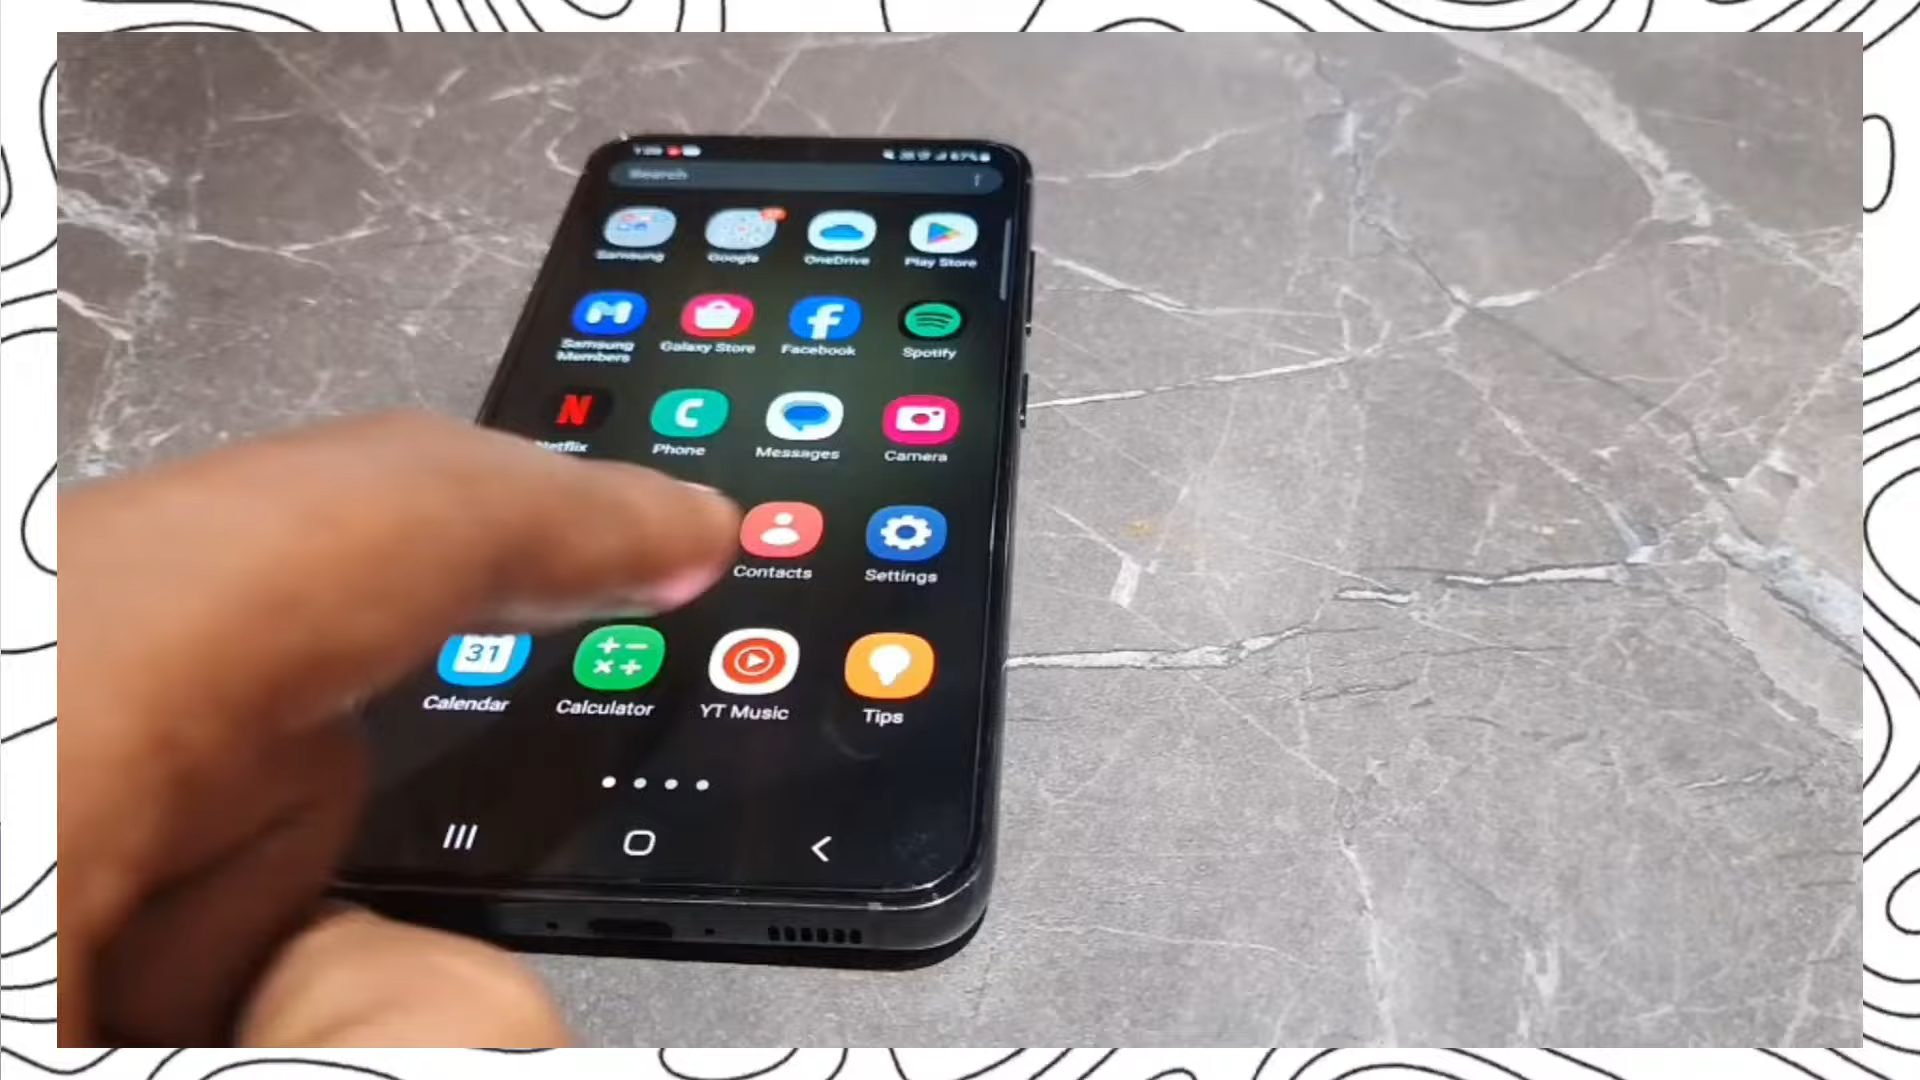 Search
Samsung Google OneDrive Play Store
Samsung Members Galaxy Store Facebook Spotify
N
Netflix Phone Messages Camera
Contacts Settings
31
Calendar Calculator YT Music Tips